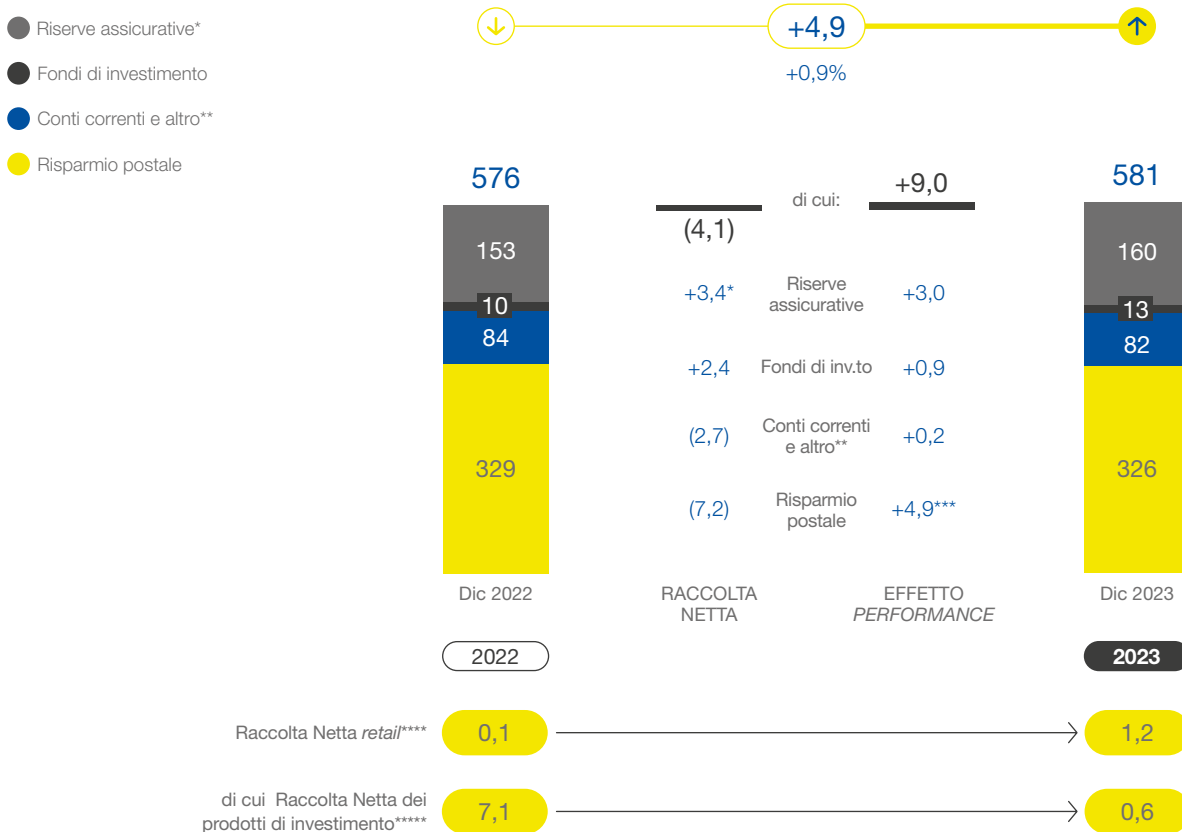 Riserve assicurative*
Fondi di investimento
Conti correnti e altro**
Risparmio postale
+4,9
+0,9%
576
153
10
84
329
Dic 2022
2022
(4,1)
di cui:
+9,0
+3,4*
Riserve
assicurative
+3,0
+2,4
Fondi di inv.to
+0,9
(2,7)
Conti correnti
e altro**
+0,2
(7,2)
Risparmio
postale
+4,9***
RACCOLTA
NETTA
EFFETTO
PERFORMANCE
581
160
13
82
326
Dic 2023
2023
Raccolta Netta retail****
0,1
1,2
di cui Raccolta Netta dei
prodotti di investimento*****
7,1
0,6